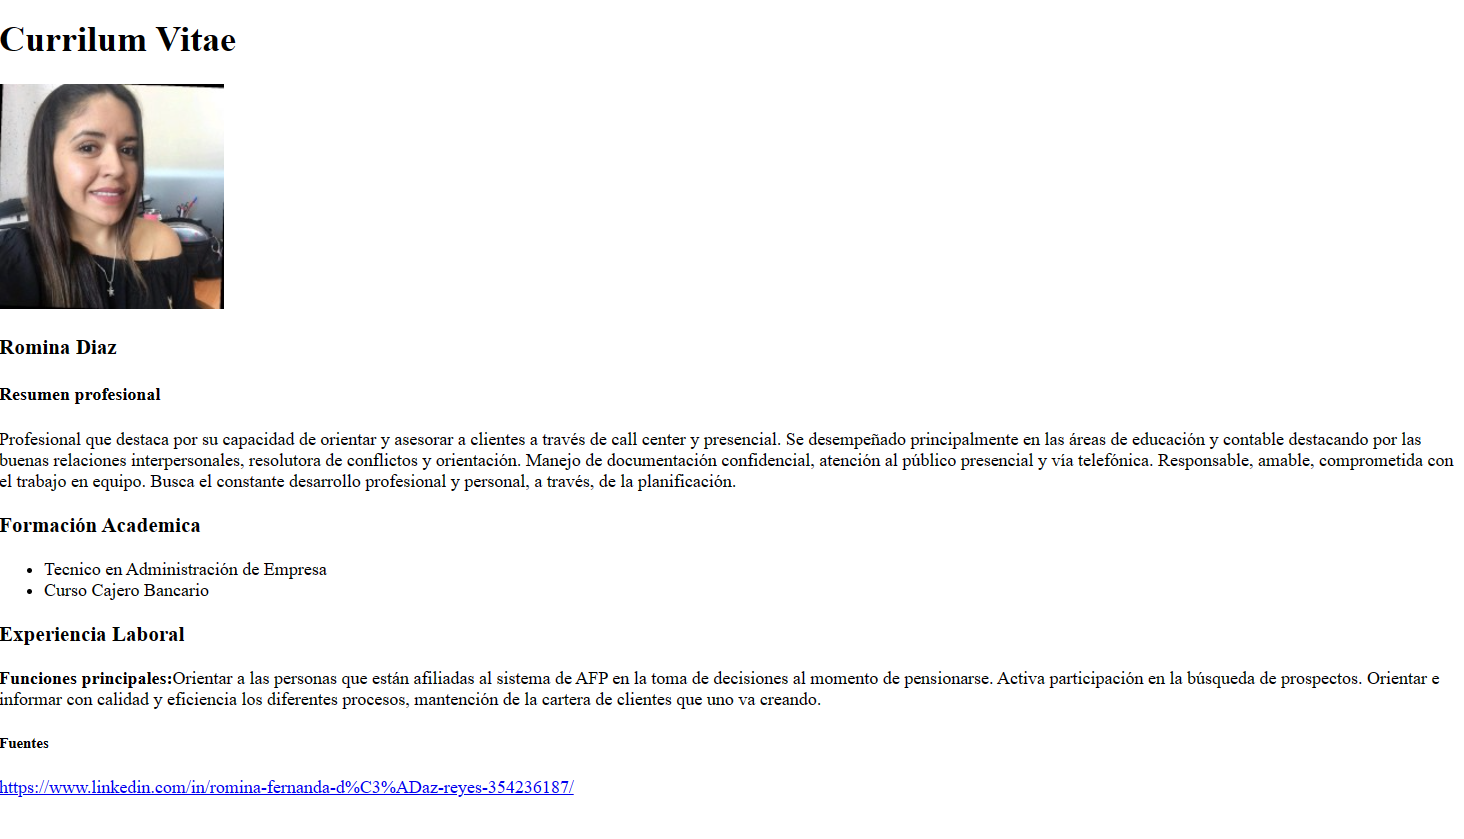 Currilum Vitae
Romina Diaz
Resumen profesional
Profesional que destaca por su capacidad de orientar y asesorar a clientes a través de call center y presencial. Se desempeñado principalmente en las áreas de educación y contable destacando por las
buenas relaciones interpersonales, resolutora de conflictos y orientación. Manejo de documentación confidencial, atención al público presencial y vía telefónica. Responsable, amable, comprometida con
el trabajo en equipo. Busca el constante desarrollo profesional y personal, a través, de la planificación.
Formación Academica
• Tecnico en Administración de Empresa
• Curso Cajero Bancario
Experiencia Laboral
Funciones principales:Orientar a las personas que están afiliadas al sistema de AFP en la toma de decisiones al momento de pensionarse. Activa participación en la búsqueda de prospectos. Orientar e
informar con calidad y eficiencia los diferentes procesos, mantención de la cartera de clientes que uno va creando.
Fuentes
https://www.linkedin.com/in/romina-fernanda-d%C3%ADaz-reyes-354236187/